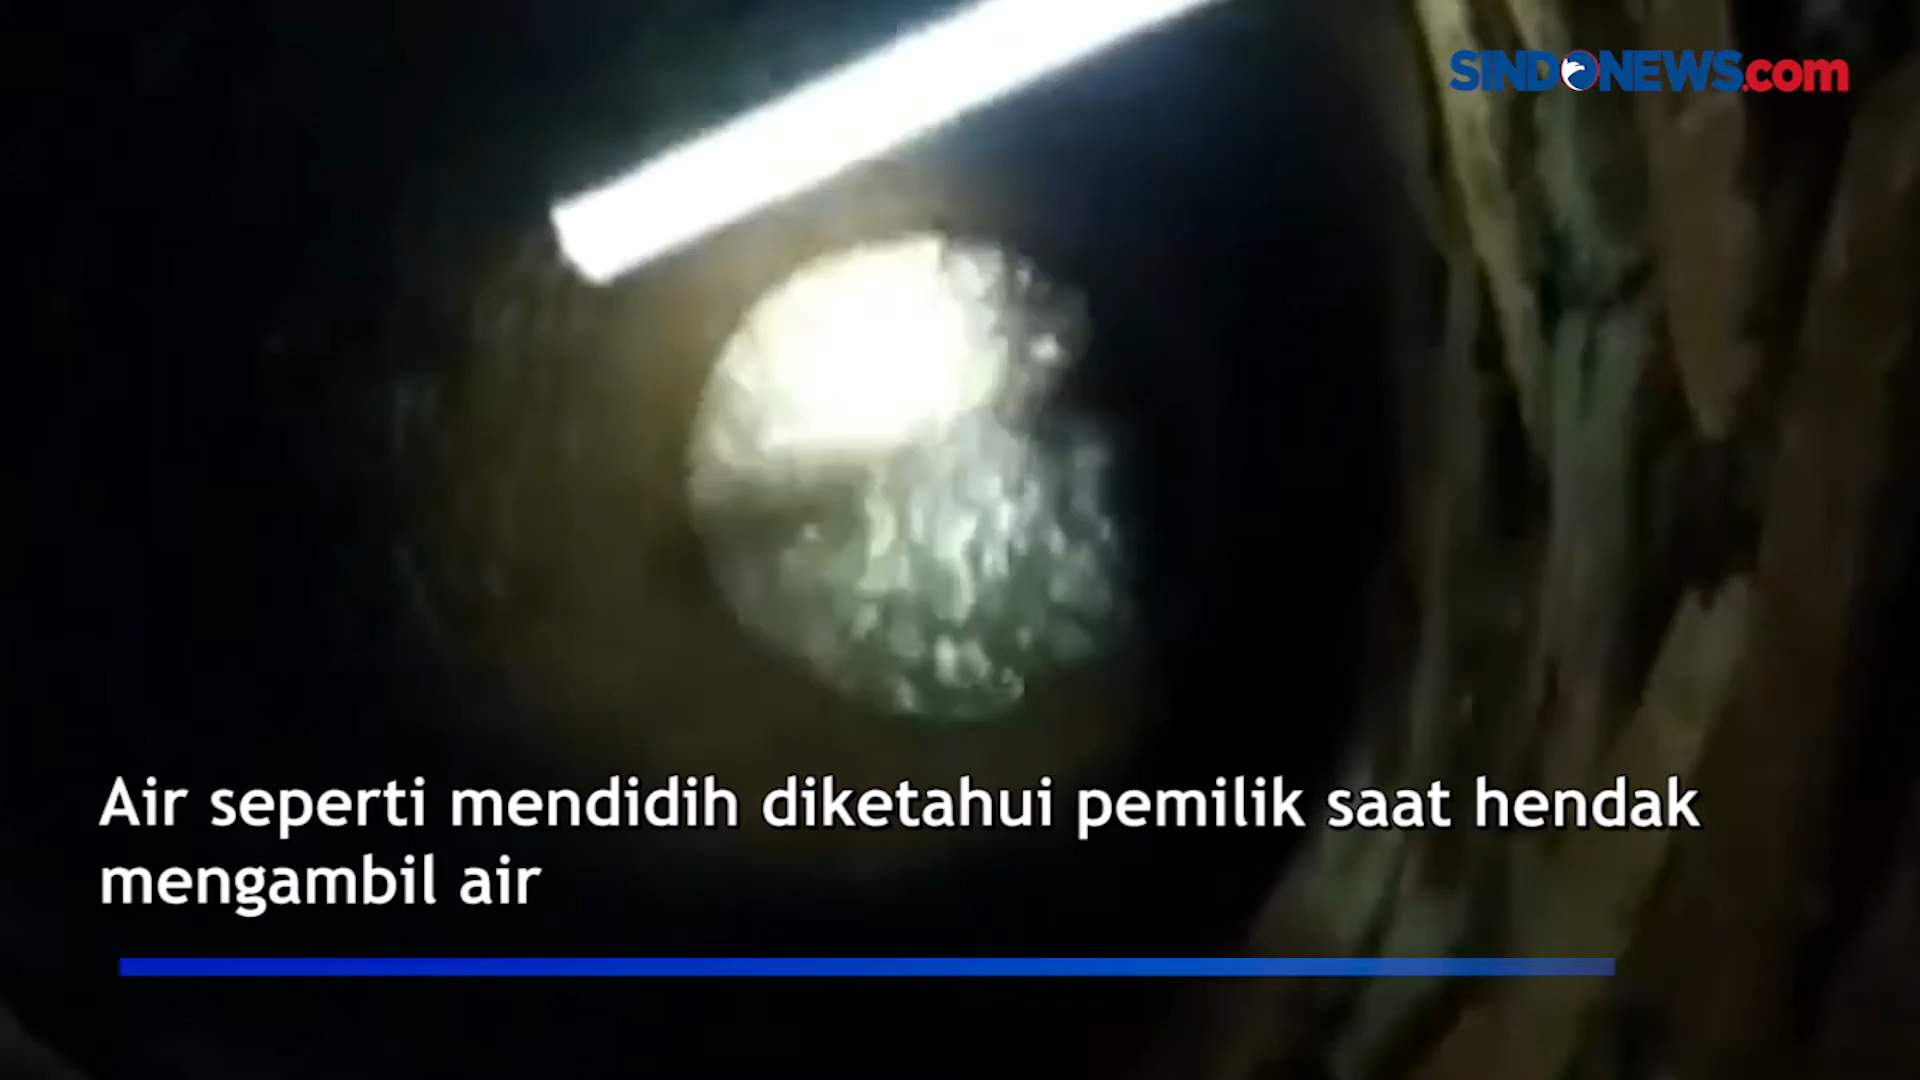 SINDONEWS.com
Air seperti mendidih diketahui pemilik saat hendak
mengambil air